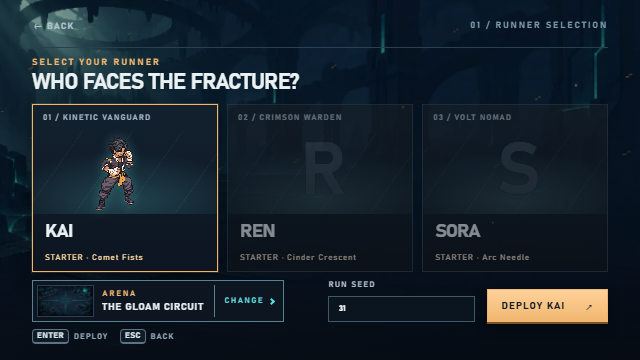 ← BACK
01 / RUNNER SELECTION
SELECT YOUR RUNNER
WHO FACES THE FRACTURE?
01 / KINETIC VANGUARD
KAI
STARTER · Comet Fists
02 / CRIMSON WARDEN
R
REN
STARTER · Cinder Crescent
03 / VOLT NOMAD
S
SORA
STARTER · Arc Needle
ARENA
THE GLOAM CIRCUIT
CHANGE >
RUN SEED
31
DEPLOY KAI ↗
ENTER DEPLOY ESC BACK